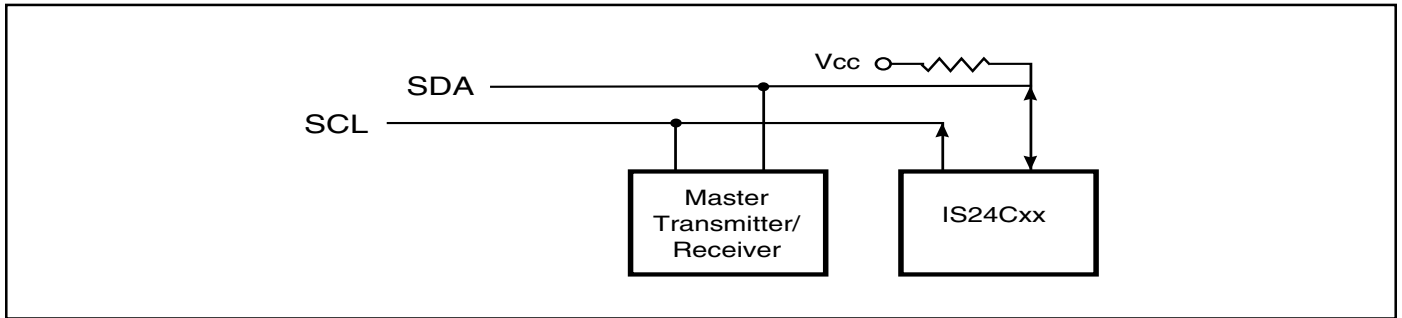 Vcc
SDA
SCL
Master
Transmitter/
Receiver
IS24Cxx